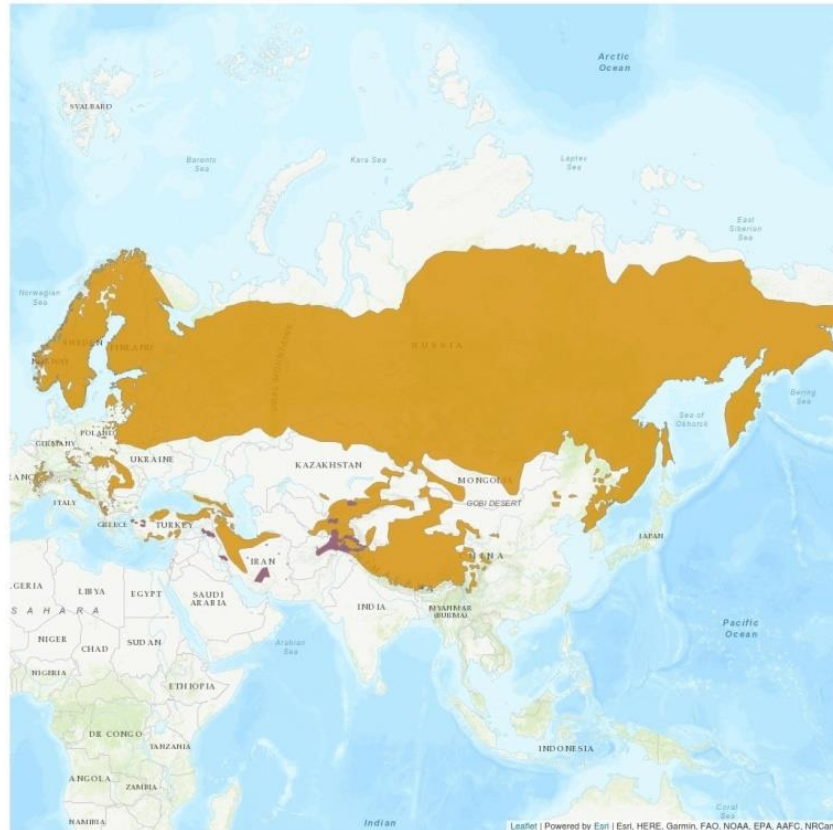 Arctic
Ocean
SVALBARD
Barents
Sea
Kara Sea
Laptev
Sea
East
Siberian
Sea
Norwegian
Sea
SWEDEN
FINLAND
NORWAY
RUSSIA
Bering
Sea
Sea of
Okhotsk
POLAND
GERMANY
UKRAINE
KAZAKHSTAN
MONGOLIA
GOBI DESERT
ITALY
GREECE
TURKEY
JAPAN
IRAN
CHINA
LIBYA
EGYPT
SAUDI
ARABIA
INDIA
MYANMAR
(BURMA)
SAHARA
NIGER
CHAD
SUDAN
Arabian
Sea
Pacific
Ocean
NIGERIA
ETHIOPIA
DR CONGO
TANZANIA
INDONESIA
ANGOLA
ZAMBIA
NAMIBIA
Indian
Coral
Sea
Leaflet | Powered by Esri | Esri, HERE, Garmin, FAO, NOAA, EPA, AAFC, NRCan